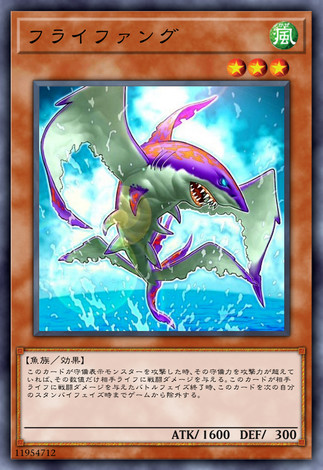 フライファング
風
【魚族／効果】
このカードが守備表示モンスターを攻撃した時、その守備力を攻撃力が越えて
いれば、その数値だけ相手ライフに戦闘ダメージを与える。このカードが相手
ライフに戦闘ダメージを与えたバトルフェイズ終了時、このカードを次の自分
のスタンバイフェイズ時までゲームから除外する。
ATK/ 1600 DEF/ 300
11954712